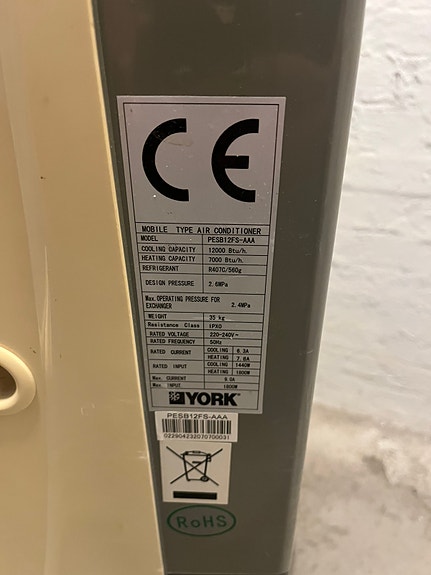 CE
MOBILE TYPE AIR CONDITIONER
MODEL PESB12FS-AAA
COOLING CAPACITY 12000 Btu/h
HEATING CAPACITY 7000 Btu/h
REFRIGERANT R407C/560g
DESIGN PRESSURE 2.6MPa
Max. OPERATING PRESSURE FOR EXCHANGER 2.4MPa
WEIGHT 35 kg
Resistance Class IPX0
RATED VOLTAGE 220-240V~
RATED FREQUENCY 50Hz
RATED CURRENT COOLING 6.3A
HEATING 7.8A
RATED INPUT COOLING 1440W
HEATING 1800W
Max. CURRENT 8.0A
Max. INPUT 1800W
YORK
PESB12FS-AAA
022904232070700031
RoHS